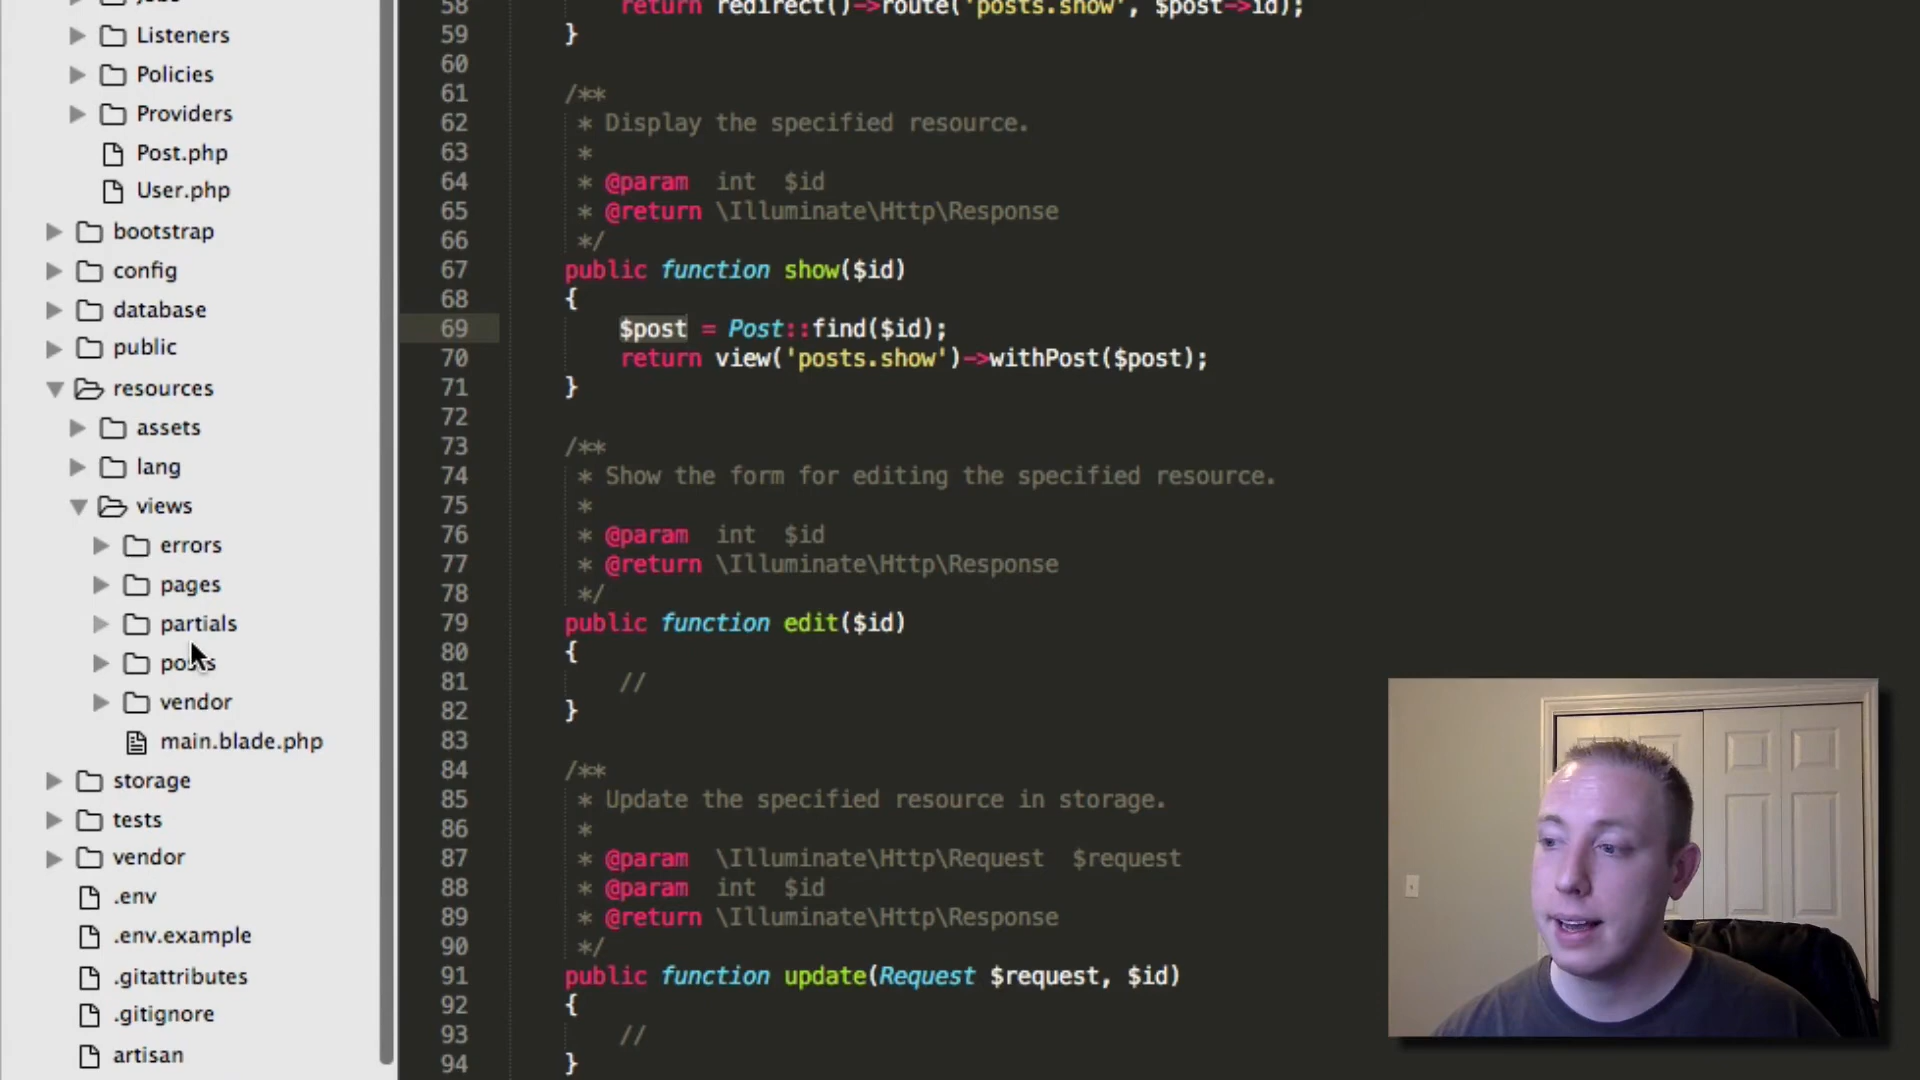 Listeners
Policies
Providers
Post.php
User.php
bootstrap
config
database
public
resources
assets
lang
views
errors
pages
partials
posts
vendor
main.blade.php
storage
tests
vendor
.env
.env.example
.gitattributes
.gitignore
artisan
58 return redirect()->route('posts.show', $post->id);
59 }
60
61 /**
62 * Display the specified resource.
63 *
64 * @param int $id
65 * @return \Illuminate\Http\Response
66 */
67 public function show($id)
68 {
69 $post = Post::find($id);
70 return view('posts.show')->withPost($post);
71 }
72
73 /**
74 * Show the form for editing the specified resource.
75 *
76 * @param int $id
77 * @return \Illuminate\Http\Response
78 */
79 public function edit($id)
80 {
81 //
82 }
83
84 /**
85 * Update the specified resource in storage.
86 *
87 * @param \Illuminate\Http\Request $request
88 * @param int $id
89 * @return \Illuminate\Http\Response
90 */
91 public function update(Request $request, $id)
92 {
93 //
94 }